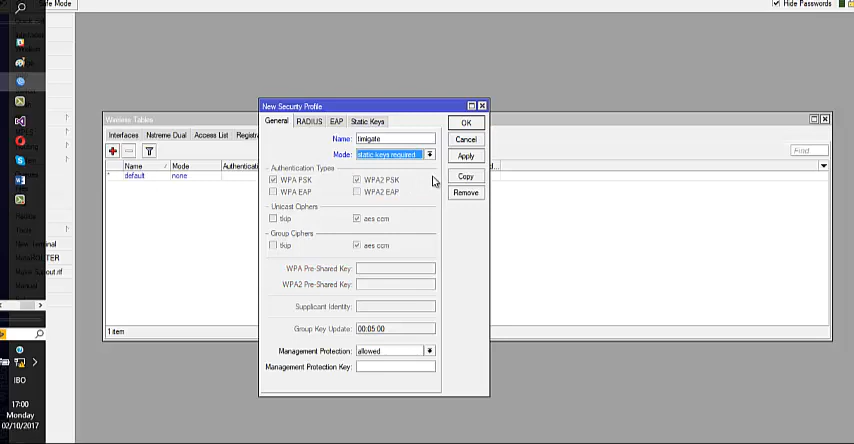 Safe Mode
Hide Passwords
Wireless Tables
Interfaces Nstreme Dual Access List
Find
Name Mode
* default none
1 item
New Security Profile
General RADIUS EAP Static Keys
Name: timigate
Mode: static keys required
Authentication Types
WPA PSK WPA2 PSK
WPA EAP WPA2 EAP
Unicast Ciphers
tkip aes ccm
Group Ciphers
tkip aes ccm
WPA Pre-Shared Key:
WPA2 Pre-Shared Key:
Supplicant Identity:
Group Key Update: 00:05:00
Management Protection: allowed
Management Protection Key:
OK
Cancel
Apply
Copy
Remove
IBO
17:00
Monday
02/10/2017